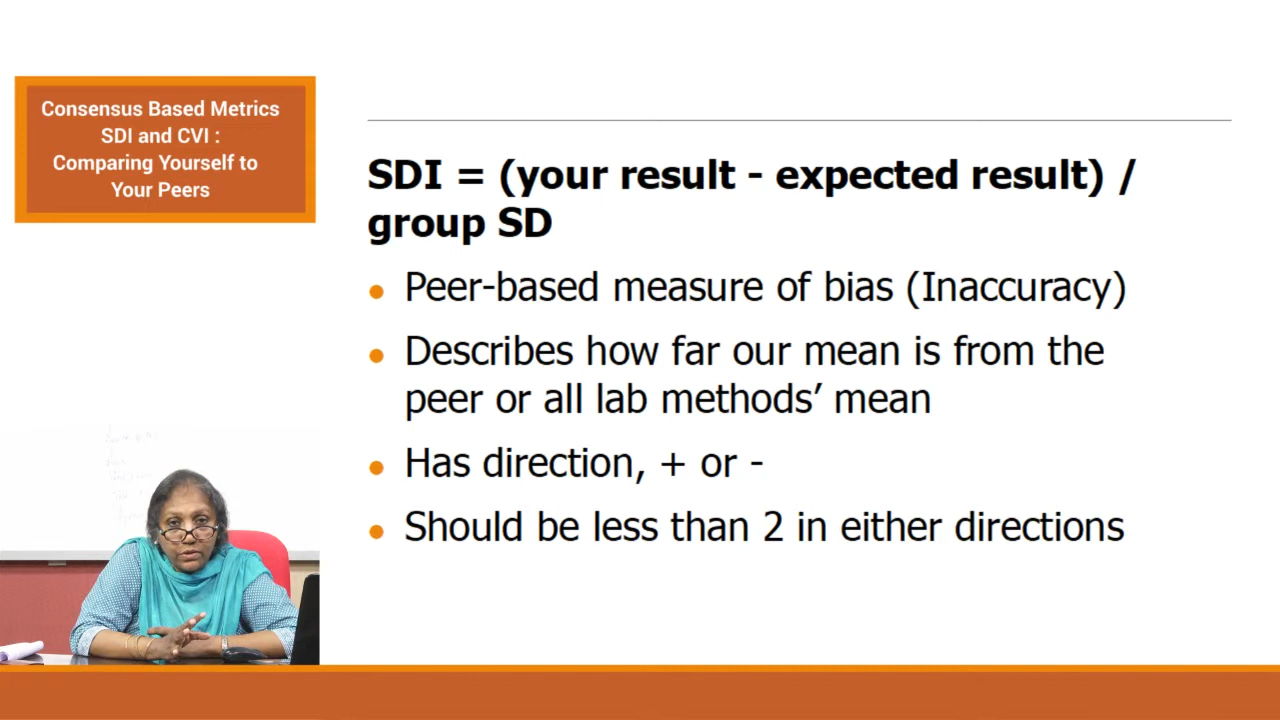 Consensus Based Metrics
SDI and CVI :
Comparing Yourself to
Your Peers
SDI = (your result - expected result) /
group SD
Peer-based measure of bias (Inaccuracy)
Describes how far our mean is from the
peer or all lab methods’ mean
Has direction, + or -
Should be less than 2 in either directions